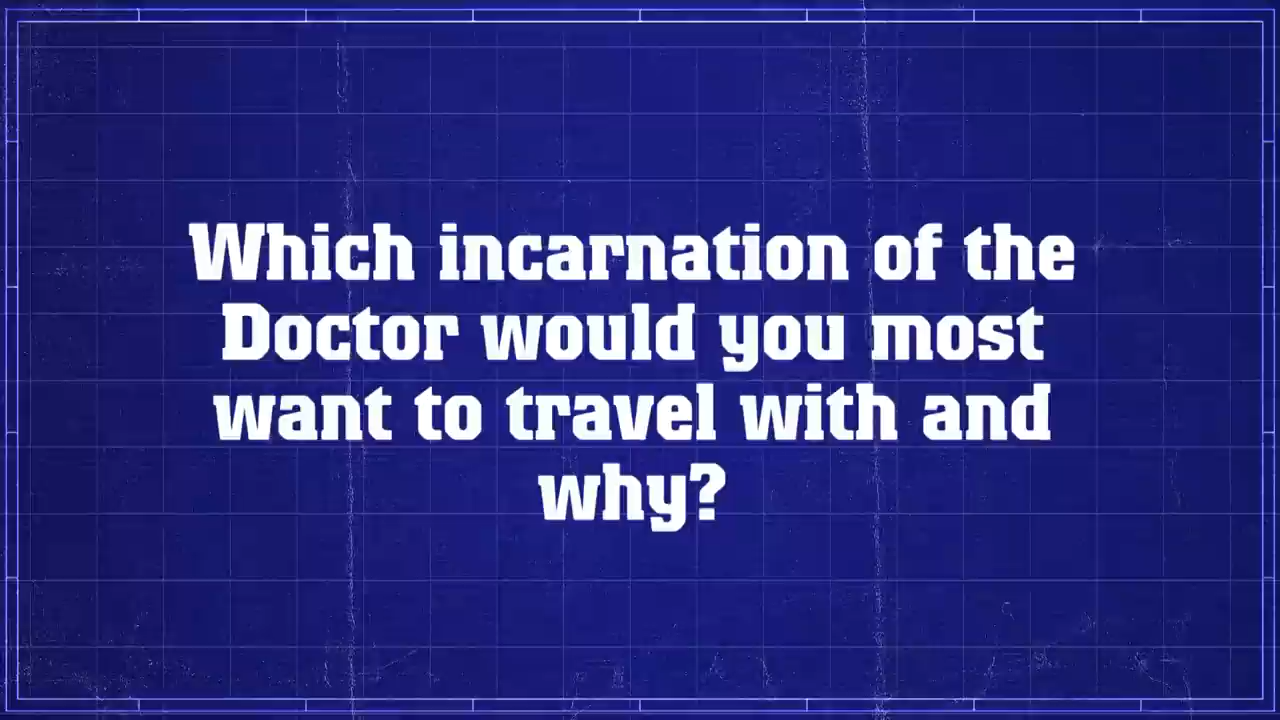 Which incarnation of the
Doctor would you most
want to travel with and
why?